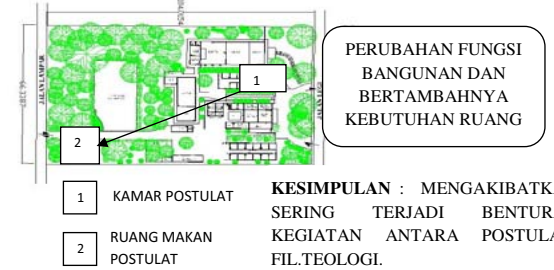 1
2
PERUBAHAN FUNGSI
BANGUNAN DAN
BERTAMBAHNYA
KEBUTUHAN RUANG
1 KAMAR POSTULAT
2 RUANG MAKAN
POSTULAT
KESIMPULAN : MENGAKIBATK
SERING TERJADI BENTUR
KEGIATAN ANTARA POSTULA
FIL.TEOLOGI.